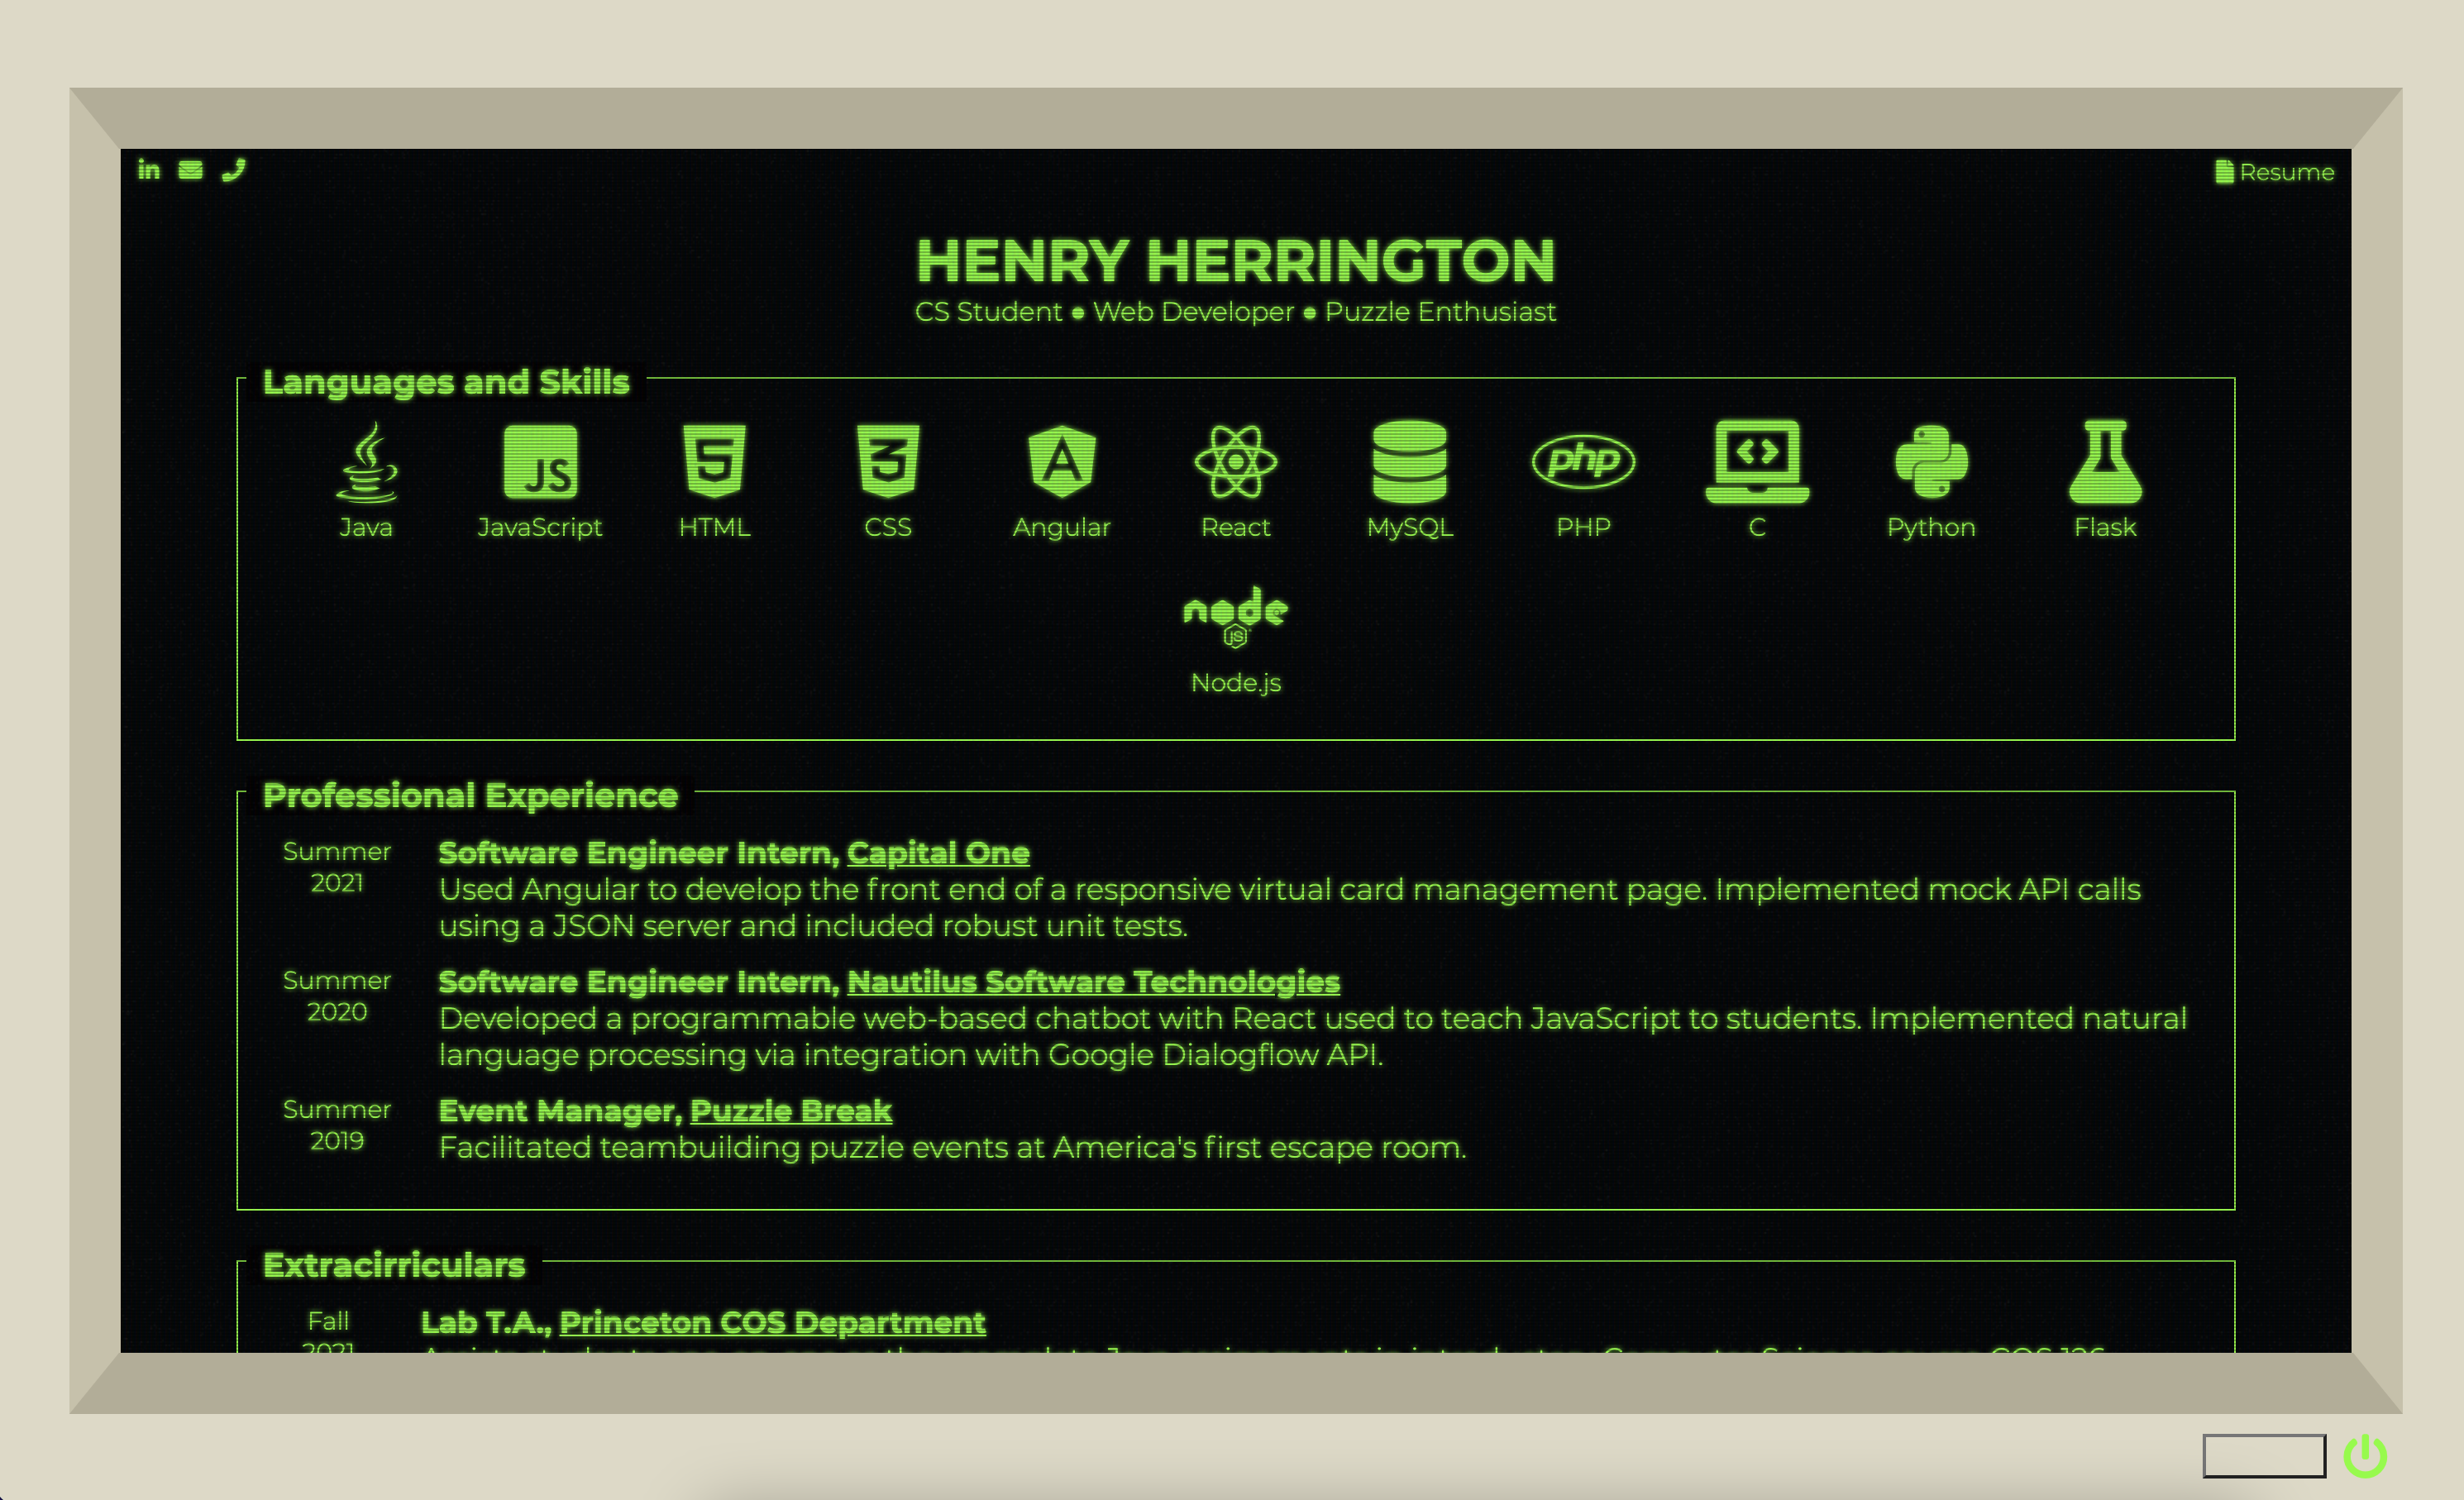 in Resume
HENRY HERRINGTON
CS Student ● Web Developer ● Puzzle Enthusiast
Languages and Skills
JS 5 3 A php
Java JavaScript HTML CSS Angular React MySQL PHP C Python Flask
node
JS
Node.js
Professional Experience
Summer
2021
Software Engineer Intern, Capital One
Used Angular to develop the front end of a responsive virtual card management page. Implemented mock API calls
using a JSON server and included robust unit tests.
Summer
2020
Software Engineer Intern, Nautilus Software Technologies
Developed a programmable web-based chatbot with React used to teach JavaScript to students. Implemented natural
language processing via integration with Google Dialogflow API.
Summer
2019
Event Manager, Puzzle Break
Facilitated teambuilding puzzle events at America's first escape room.
Extracirriculars
Fall
2021
Lab T.A., Princeton COS Department